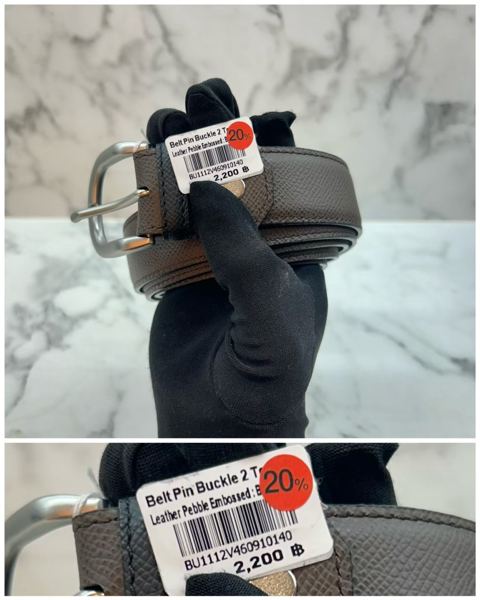 Belt Pin Buckle 2
20%
Leather Pebble Embossed:
BU1112V460910140
2,200 ฿
Belt Pin Buckle 2
20%
Leather Pebble Embossed:
BU1112V460910140
2,200 ฿